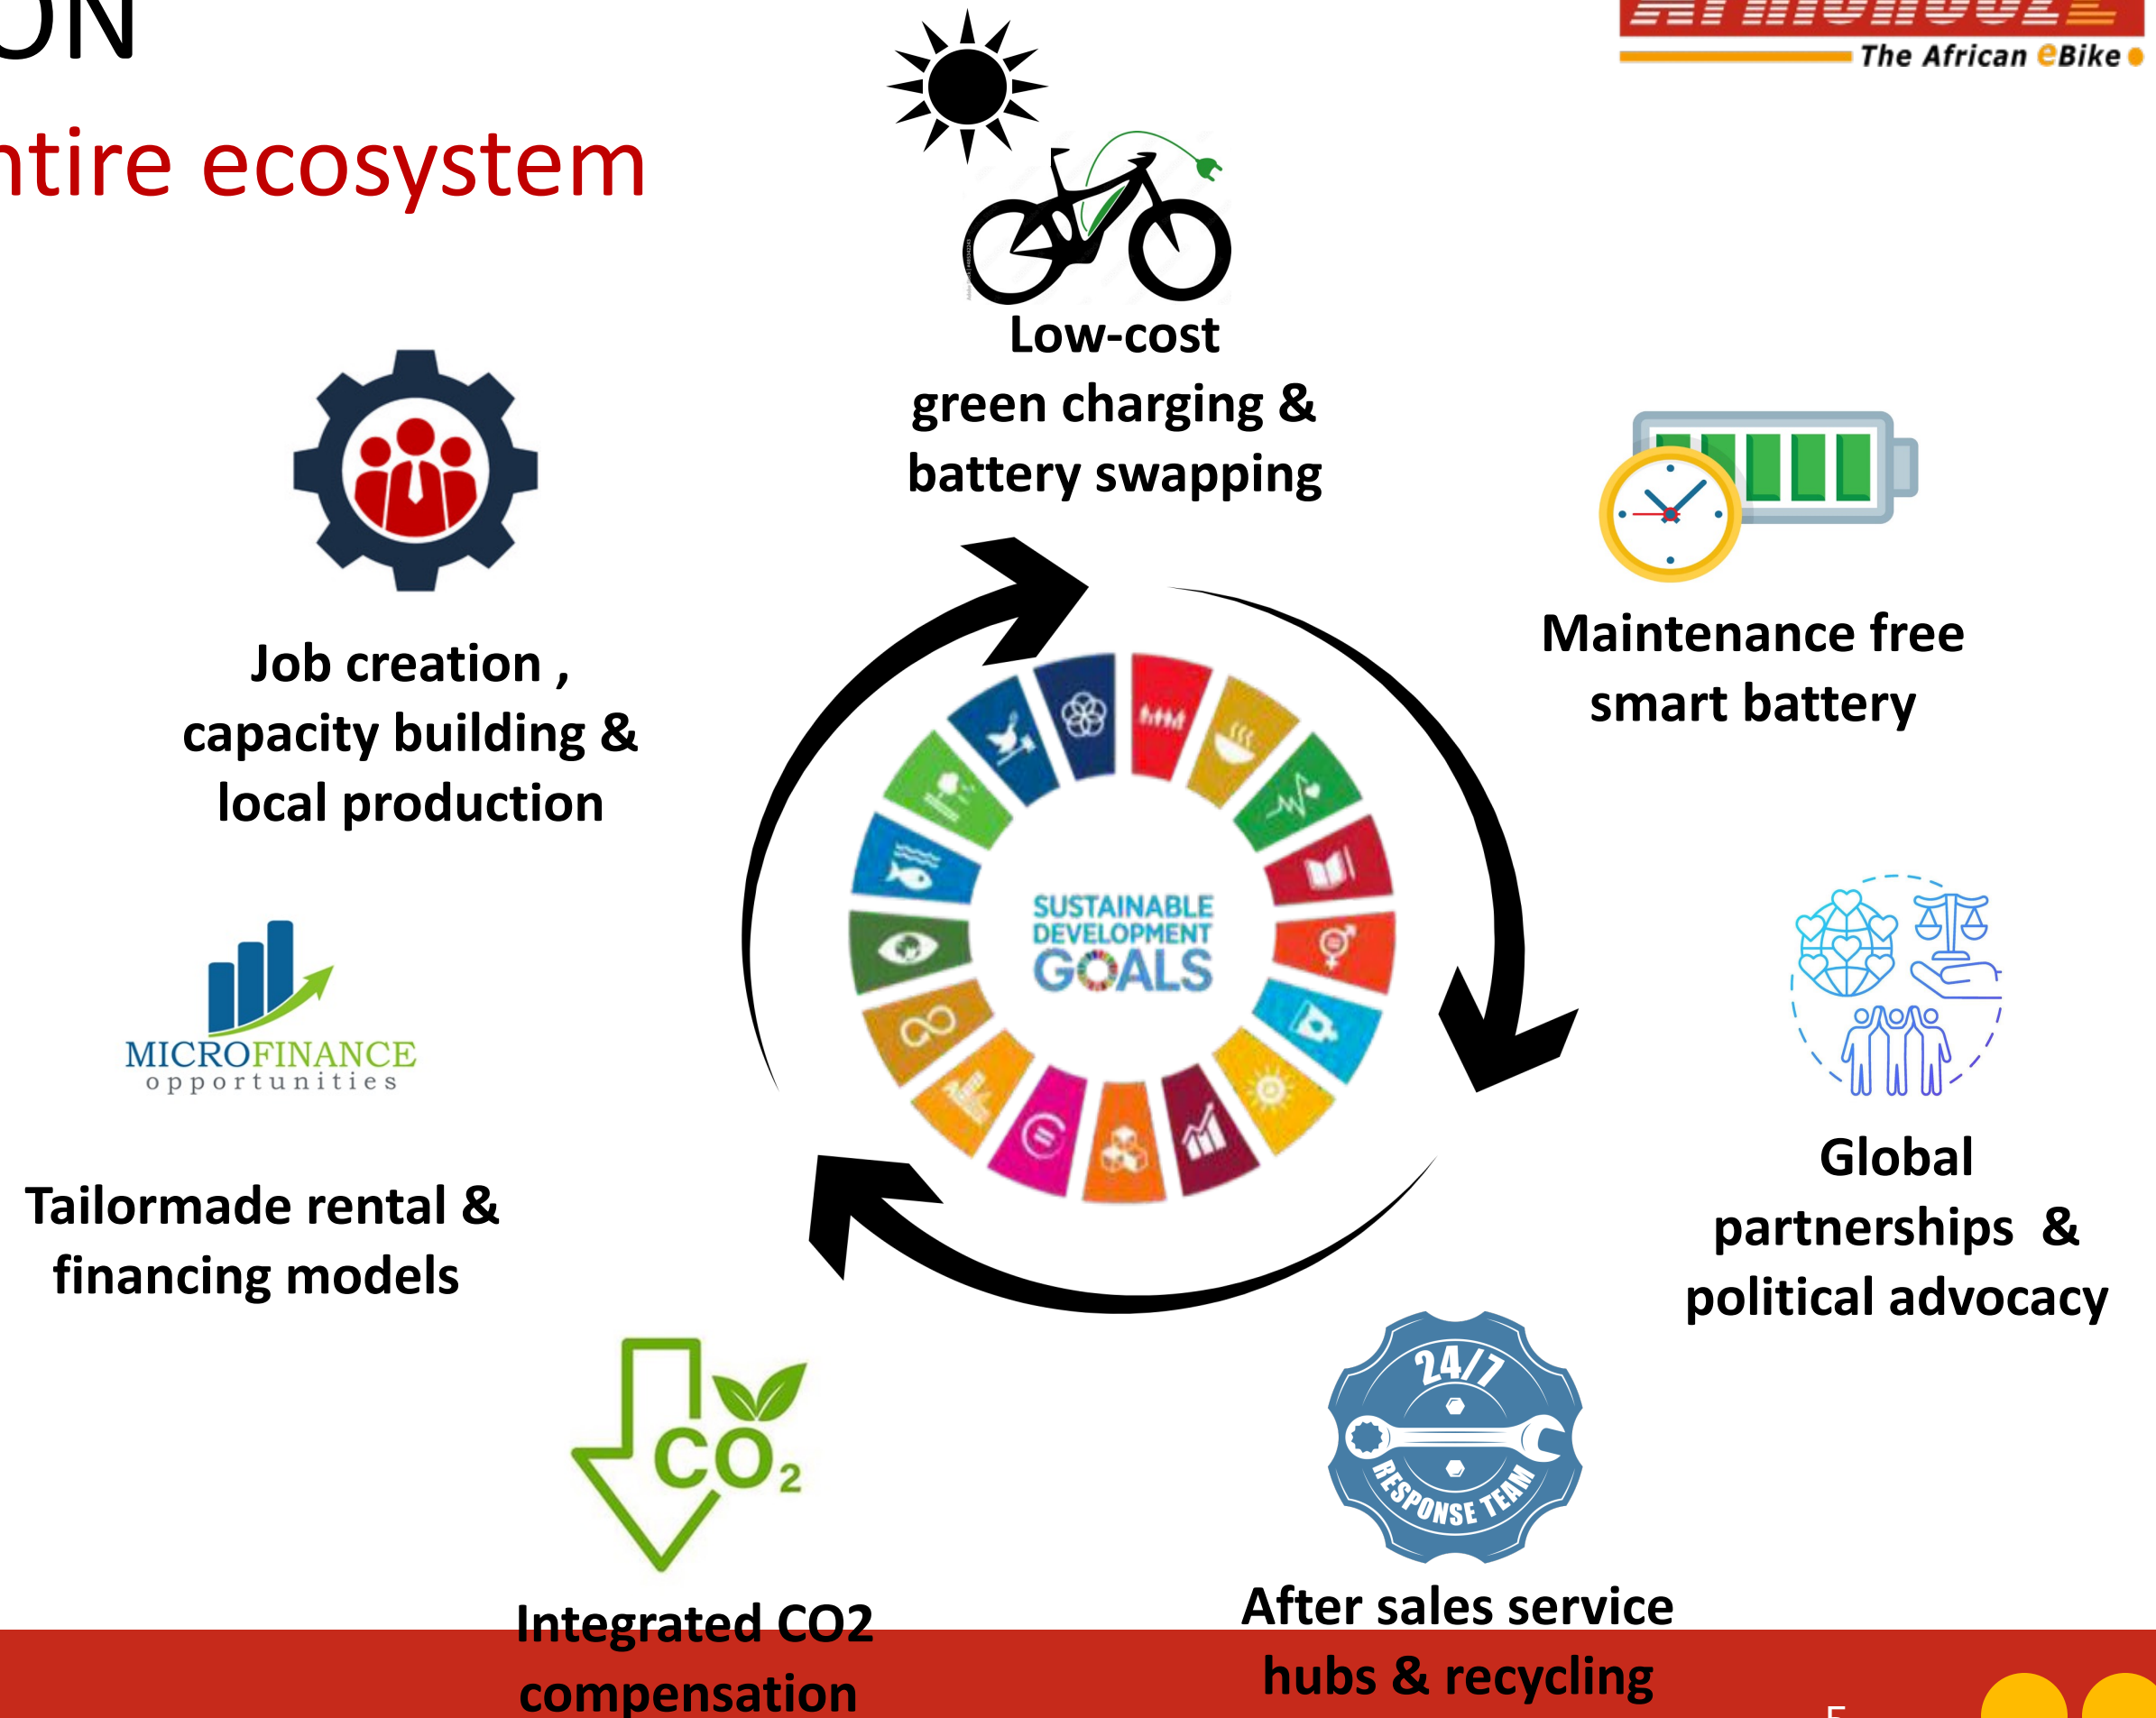 ON
The African eBike
ntire ecosystem
Low-cost
green charging &
battery swapping
Maintenance free
smart battery
Job creation ,
capacity building &
local production
SUSTAINABLE
DEVELOPMENT
GOALS
MICROFINANCE
opportunities
Global
partnerships &
political advocacy
Tailormade rental &
financing models
24/7
RESPONSE TEAM
CO2
After sales service
hubs & recycling
Integrated CO2
compensation